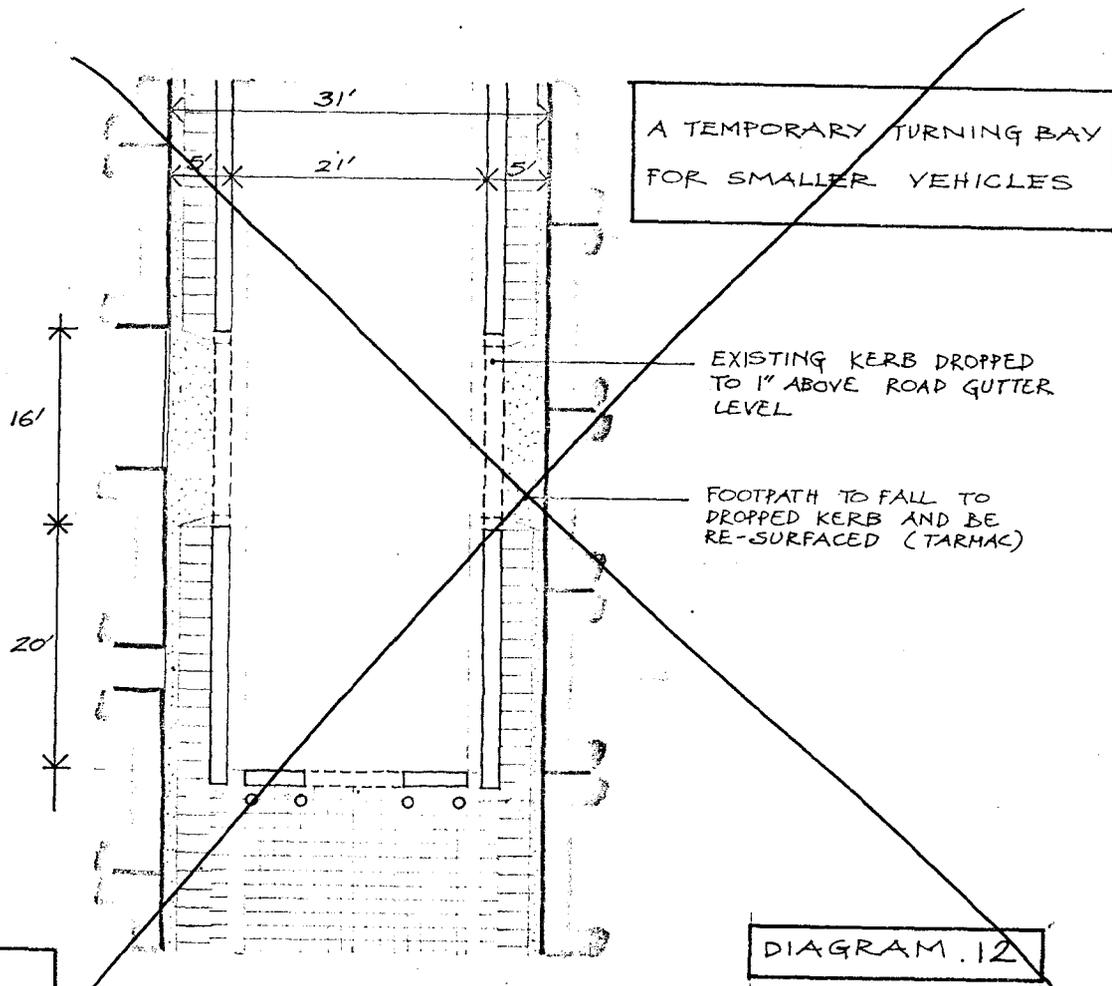 31'
5' 21' 5'
A TEMPORARY TURNING BAY
FOR SMALLER VEHICLES
EXISTING KERB DROPPED
TO 1" ABOVE ROAD GUTTER
LEVEL
16'
FOOTPATH TO FALL TO
DROPPED KERB AND BE
RE-SURFACED (TARMAC)
20'
DIAGRAM.12